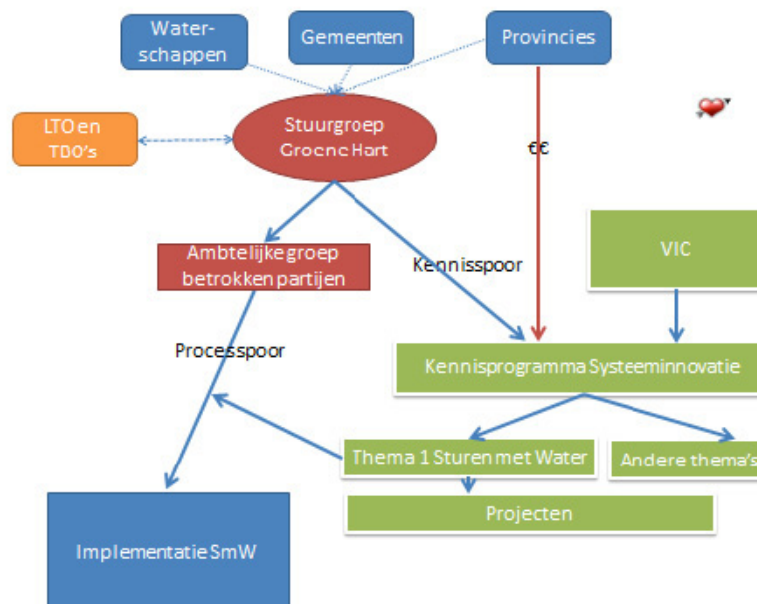 Water-
schappen
Gemeenten
Provincies
LTO en
TBO's
Stuurgroep
Groene Hart
€€
Ambtelijke groep
betrokken partijen
Kennisspoor
VIC
Processpoor
Kennisprogramma Systeeminnovatie
Thema 1 Sturen met Water
Andere thema's
Projecten
Implementatie SmW